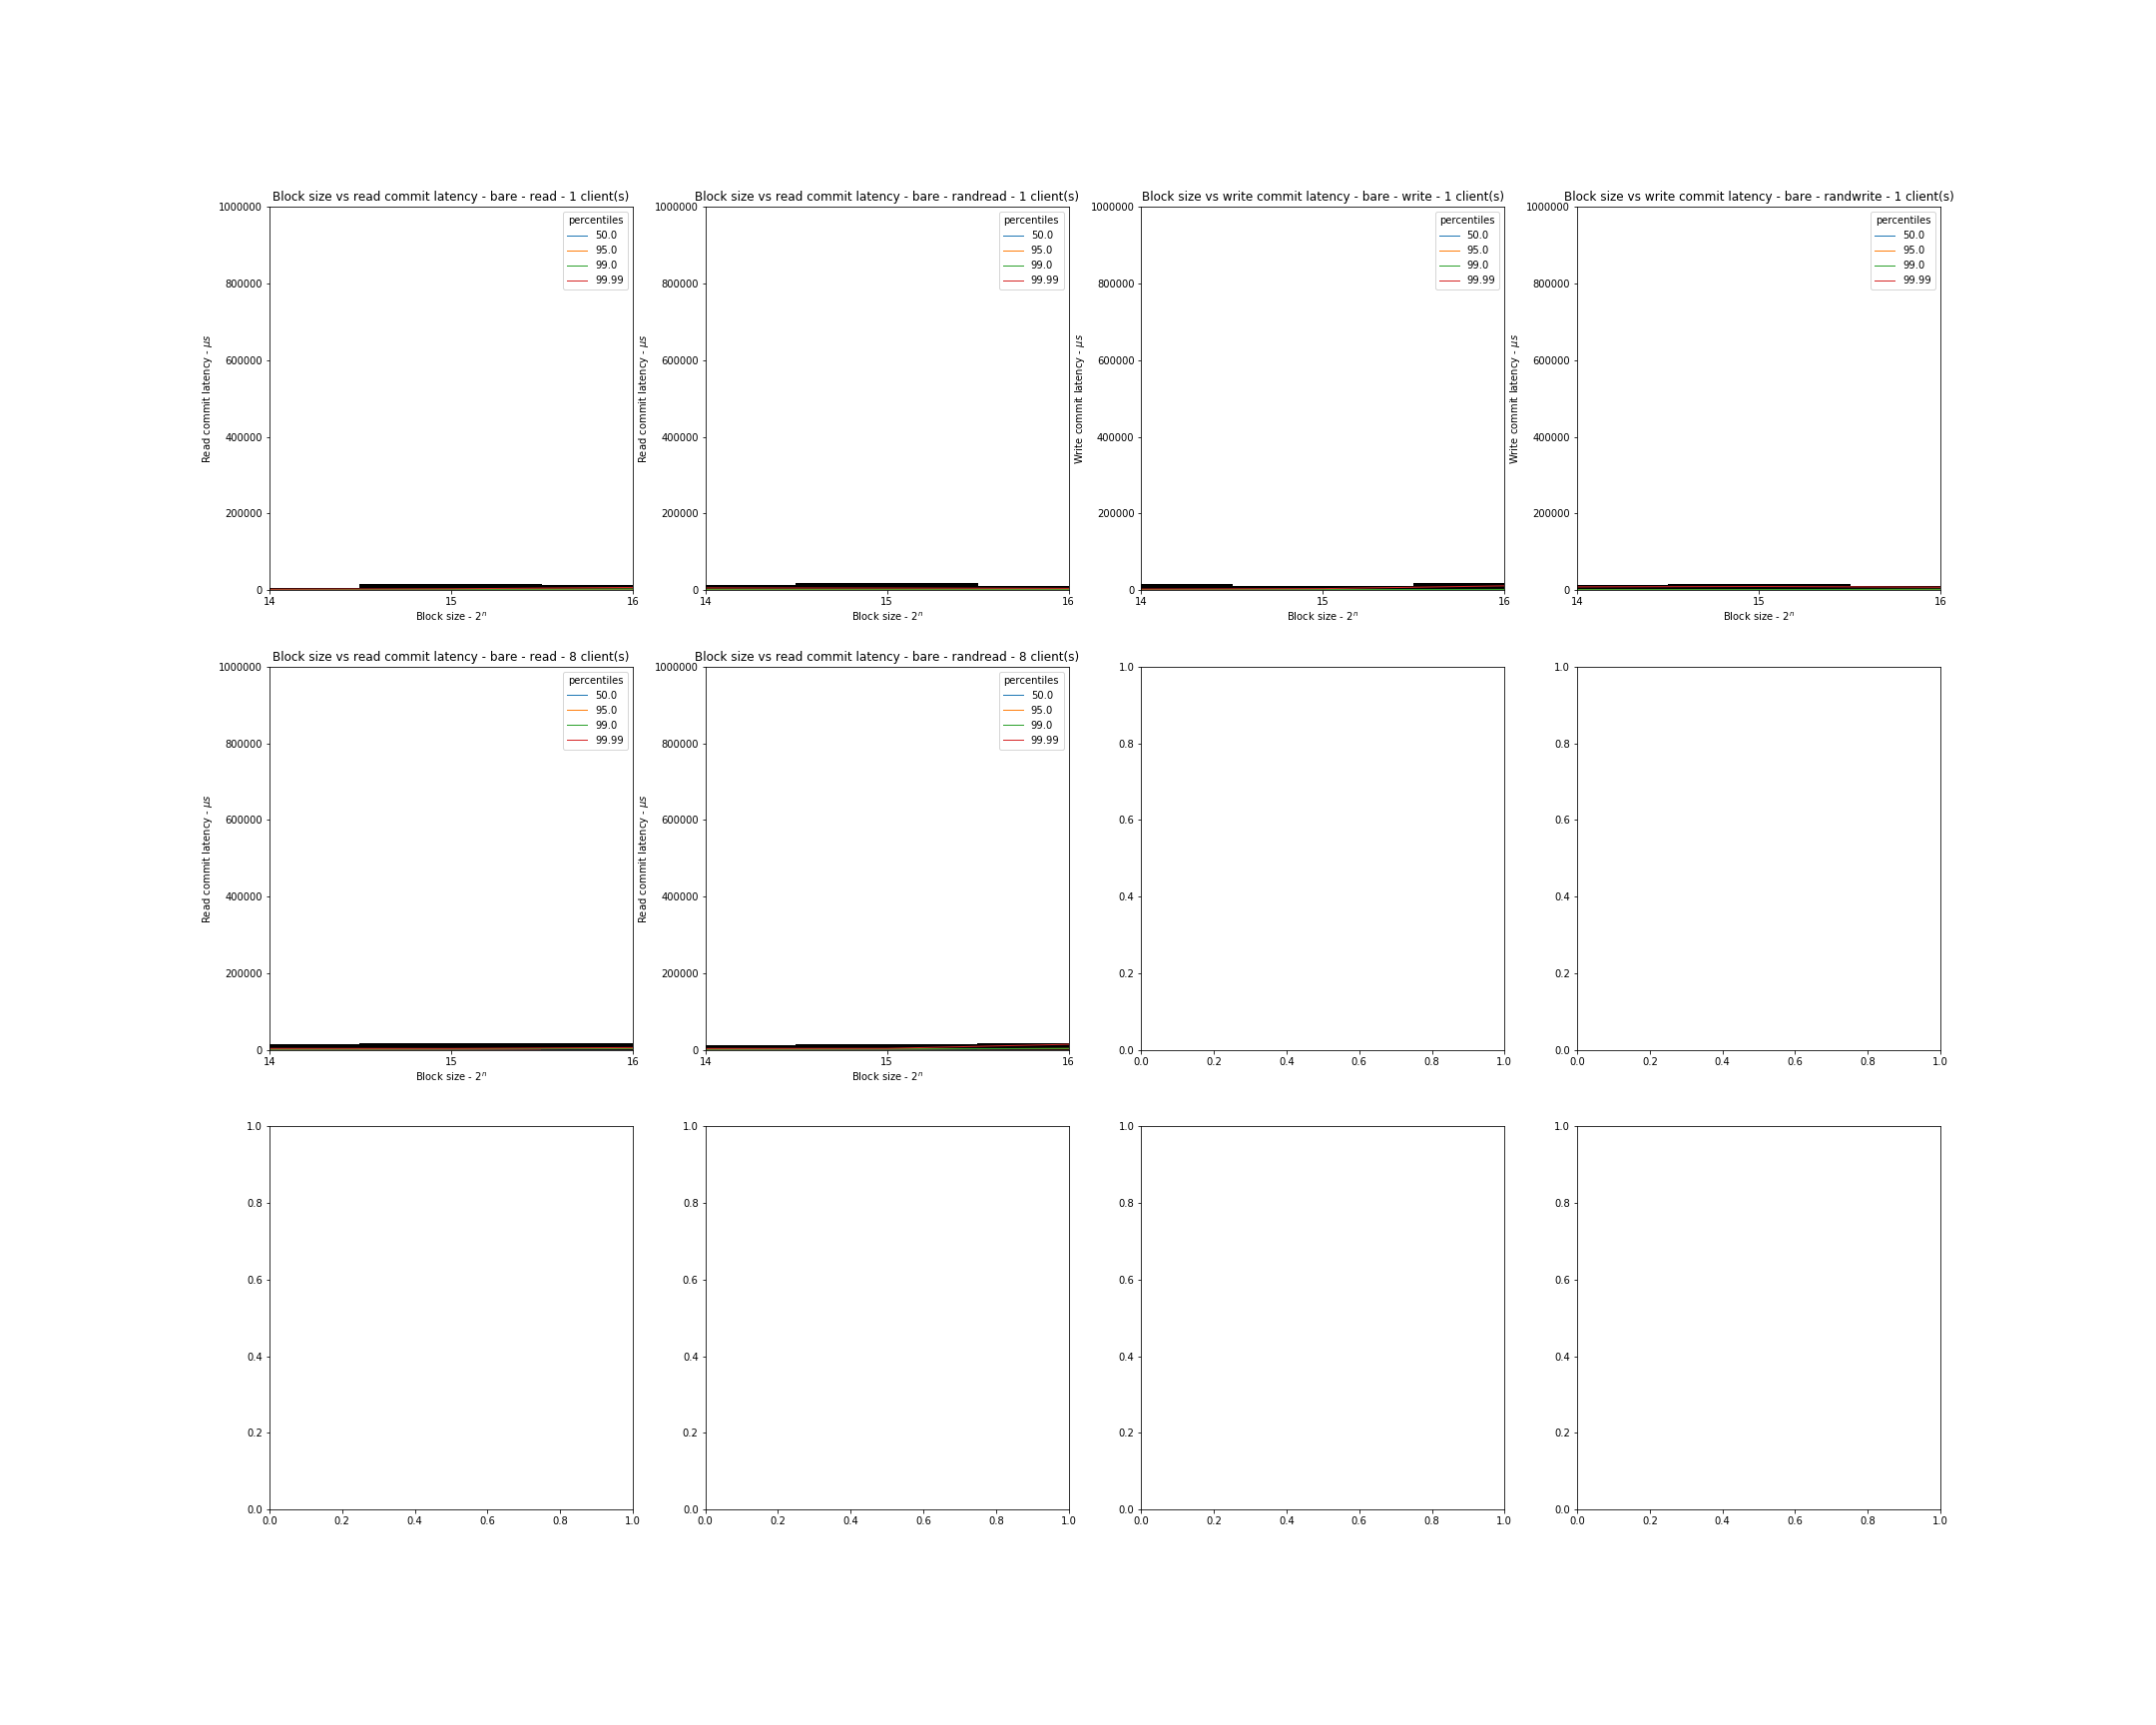 Block size vs read commit latency - bare - read - 1 client(s)
1000000
800000
600000
400000
200000
0
Read commit latency - μs
14 15 16
Block size - 2ⁿ
percentiles
50.0
95.0
99.0
99.99
Block size vs read commit latency - bare - randread - 1 client(s)
1000000
800000
600000
400000
200000
0
Read commit latency - μs
14 15 16
Block size - 2ⁿ
percentiles
50.0
95.0
99.0
99.99
Block size vs write commit latency - bare - write - 1 client(s)
1000000
800000
600000
400000
200000
0
Write commit latency - μs
14 15 16
Block size - 2ⁿ
percentiles
50.0
95.0
99.0
99.99
Block size vs write commit latency - bare - randwrite - 1 client(s)
1000000
800000
600000
400000
200000
0
Write commit latency - μs
14 15 16
Block size - 2ⁿ
percentiles
50.0
95.0
99.0
99.99
Block size vs read commit latency - bare - read - 8 client(s)
1000000
800000
600000
400000
200000
0
Read commit latency - μs
14 15 16
Block size - 2ⁿ
percentiles
50.0
95.0
99.0
99.99
Block size vs read commit latency - bare - randread - 8 client(s)
1000000
800000
600000
400000
200000
0
Read commit latency - μs
14 15 16
Block size - 2ⁿ
percentiles
50.0
95.0
99.0
99.99
1.0
0.8
0.6
0.4
0.2
0.0
0.0 0.2 0.4 0.6 0.8 1.0
1.0
0.8
0.6
0.4
0.2
0.0
0.0 0.2 0.4 0.6 0.8 1.0
1.0
0.8
0.6
0.4
0.2
0.0
0.0 0.2 0.4 0.6 0.8 1.0
1.0
0.8
0.6
0.4
0.2
0.0
0.0 0.2 0.4 0.6 0.8 1.0
1.0
0.8
0.6
0.4
0.2
0.0
0.0 0.2 0.4 0.6 0.8 1.0
1.0
0.8
0.6
0.4
0.2
0.0
0.0 0.2 0.4 0.6 0.8 1.0